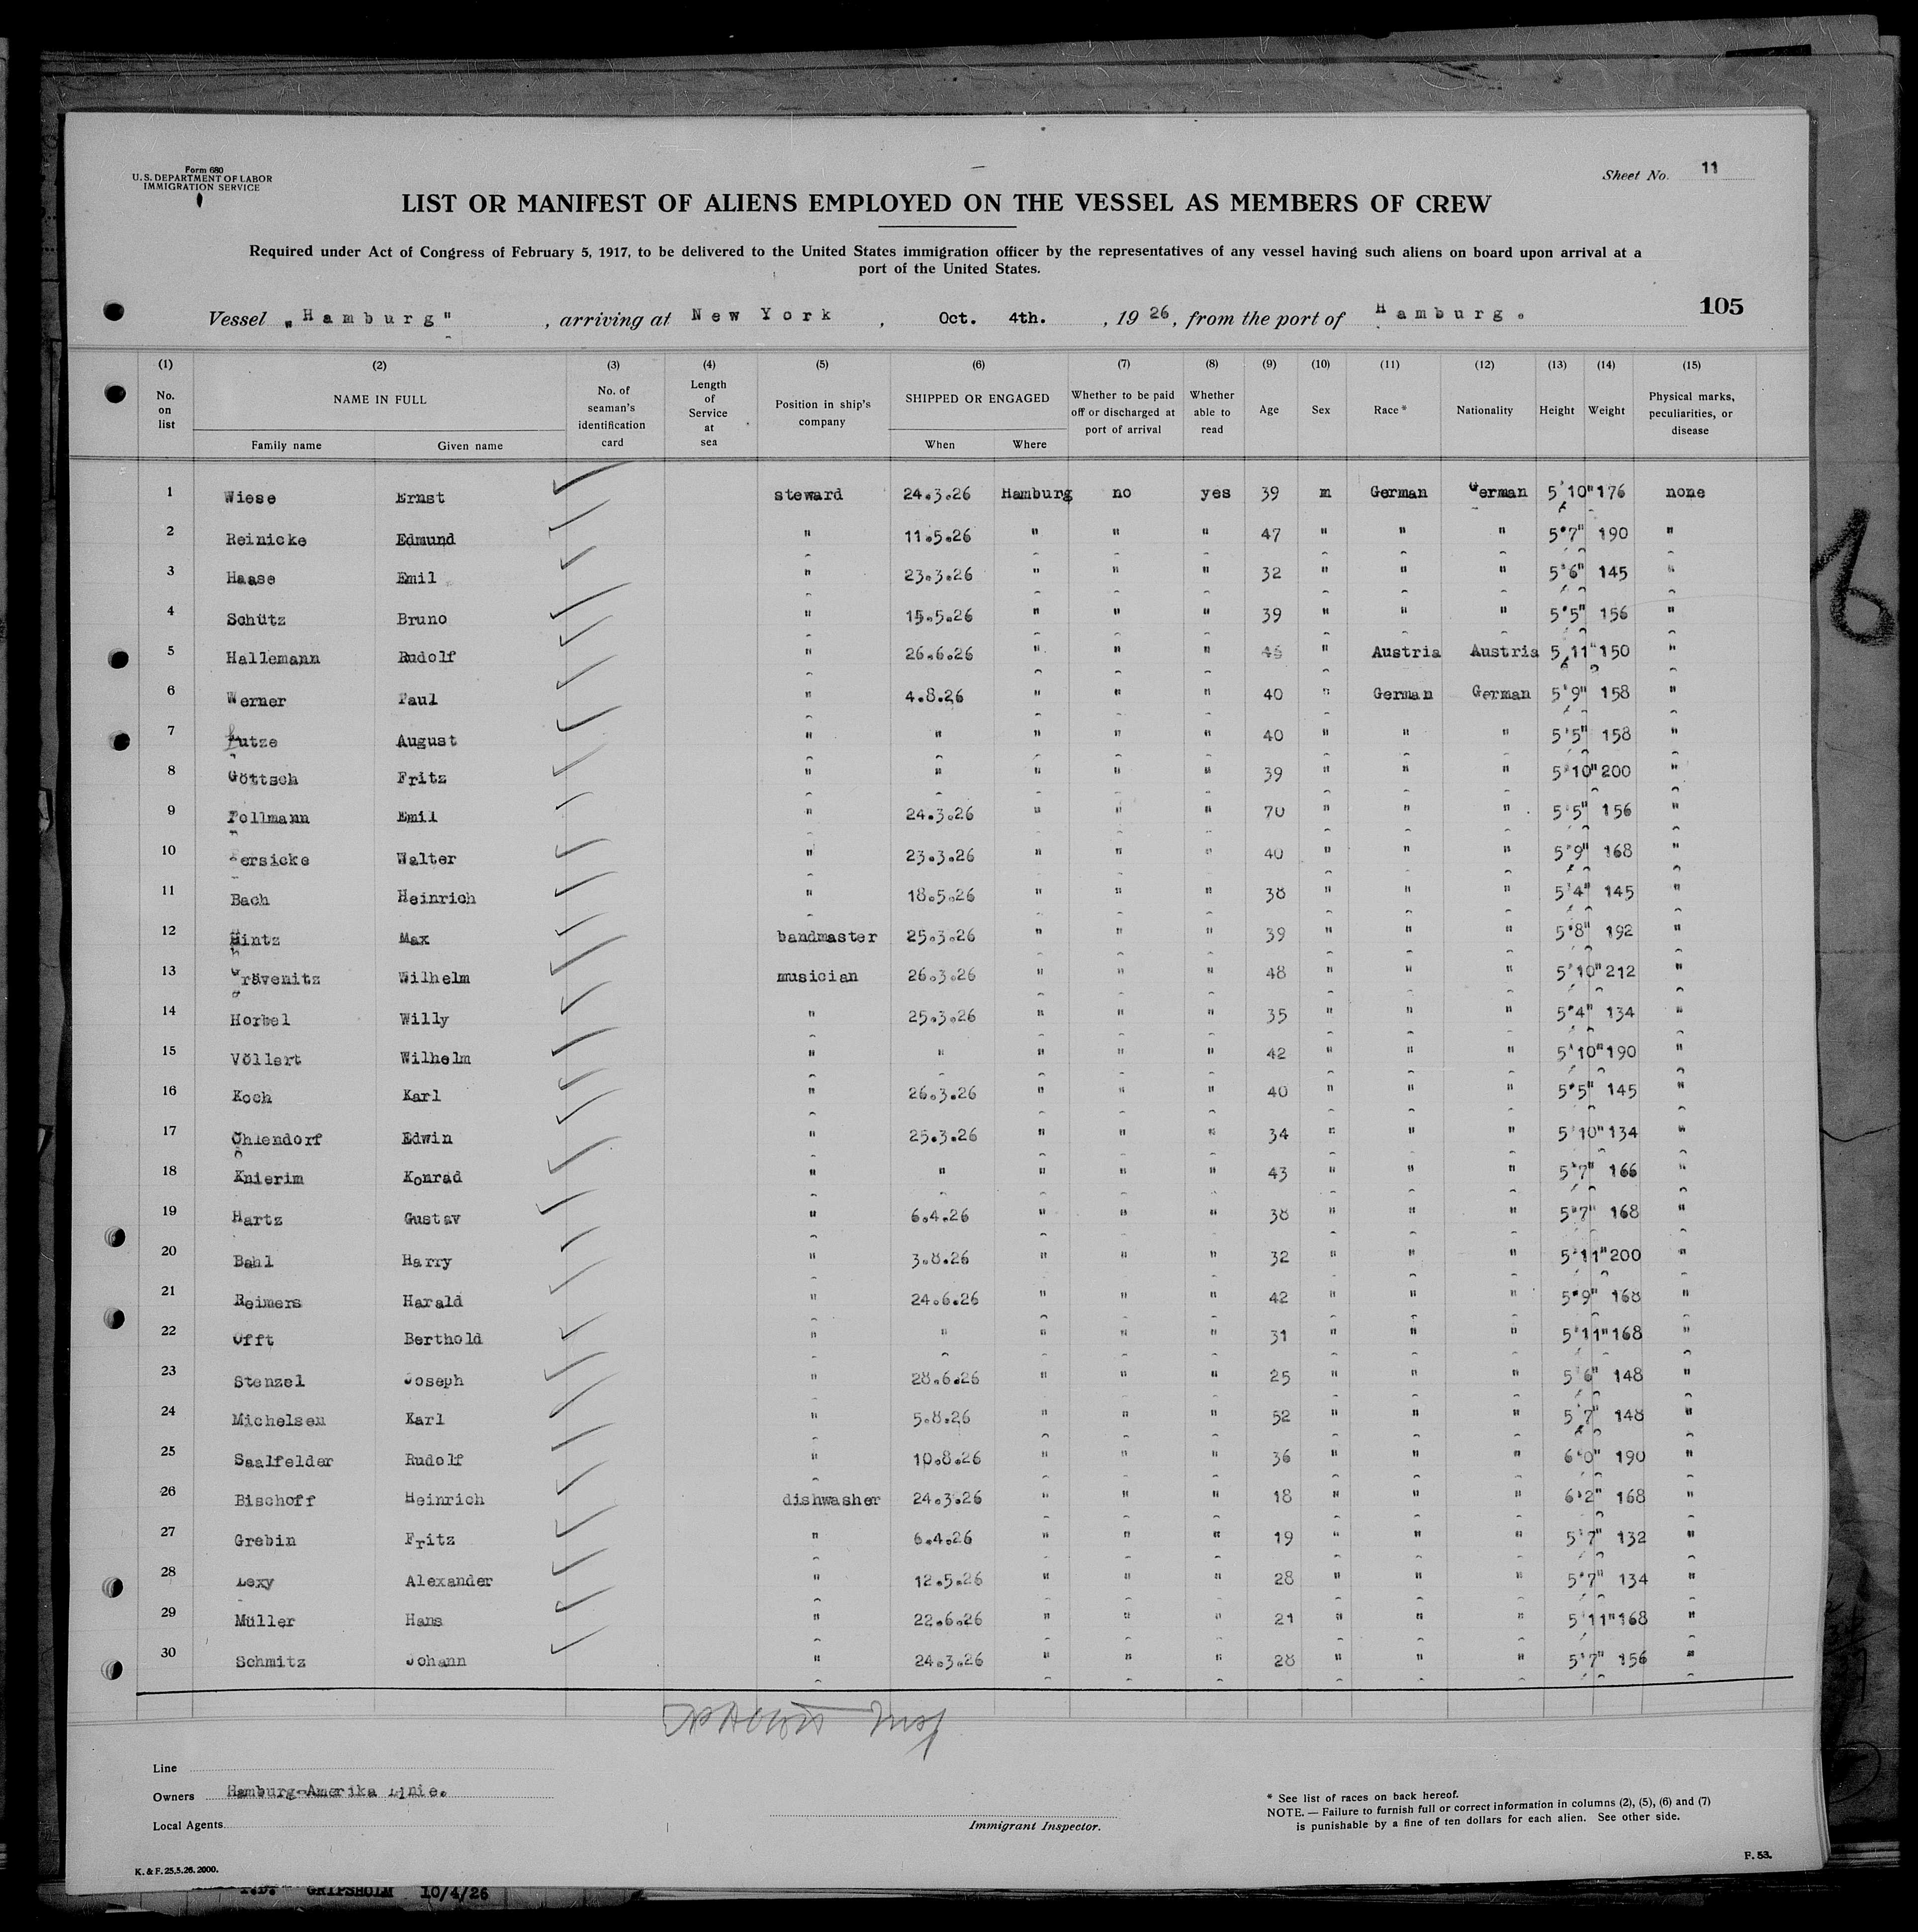 Form 680
U.S. DEPARTMENT OF LABOR
IMMIGRATION SERVICE
Sheet No. 11
LIST OR MANIFEST OF ALIENS EMPLOYED ON THE VESSEL AS MEMBERS OF CREW
Required under Act of Congress of February 5, 1917, to be delivered to the United States immigration officer by the representatives of any vessel having such aliens on board upon arrival at a
port of the United States.
105
Vessel „Hamburg" , arriving at New York , Oct. 4th. , 1926, from the port of Hamburg.
(1) (2) (3) (4) (5) (6) (7) (8) (9) (10) (11) (12) (13) (14) (15)
No. on list NAME IN FULL Family name Given name No. of seaman's identification card Length of Service at sea Position in ship's company SHIPPED OR ENGAGED When Where Whether to be paid off or discharged at port of arrival Whether able to read Age Sex Race* Nationality Height Weight Physical marks, peculiarities, or disease
1 Wiese Ernst steward 24.3.26 Hamburg no yes 39 m German German 5'10" 176 none
2 Reinicke Edmund " 11.5.26 " " " 47 " " " 5'7" 190 "
3 Haase Emil " 23.3.26 " " " 32 " " " 5'6" 145 "
4 Schütz Bruno " 15.5.26 " " " 39 " " " 5'5" 156 "
5 Hallemann Rudolf " 26.6.26 " " " " Austria Austria 5'11" 150 "
6 Werner Paul " 4.8.26 " " " 40 " German German 5'9" 158 "
7 August " " " " " 40 " " " 5'5" 158 "
8 Göttsch Fritz " " " " " 39 " " " 5'10" 200 "
9 Pollmann Emil " 24.3.26 " " " 70 " " " 5'5" 156 "
10 Walter " 23.3.26 " " " 40 " " " 5'9" 168 "
11 Bach Heinrich " 18.5.26 " " " 38 " " " 5'4" 145 "
12 Hintz Max bandmaster 25.3.26 " " " 39 " " " 5'8" 192 "
13 Grävenitz Wilhelm musician 26.3.26 " " " 48 " " " 5'10" 212 "
14 Horbel Willy " 25.3.26 " " " 35 " " " 5'4" 134 "
15 Völlert Wilhelm " " " " " 42 " " " 5'10" 190 "
16 Koch Karl " 26.3.26 " " " 40 " " " 5'5" 145 "
17 Ohlendorf Edwin " 25.3.26 " " " 34 " " " 5'10" 134 "
18 Knierim Konrad " " " " " 43 " " " 5'7" 166 "
19 Hartz Gustav " 6.4.26 " " " 38 " " " 5'7" 168 "
20 Bahl Harry " 3.8.26 " " " 32 " " " 5'11" 200 "
21 Reimers Harald " 24.6.26 " " " 42 " " " 5'9" 168 "
22 Offt Berthold " " " " " 31 " " " 5'11" 168 "
23 Stenzel Joseph " 28.6.26 " " " 25 " " " 5'6" 148 "
24 Michelsen Karl " 5.8.26 " " " 52 " " " 5'7" 148 "
25 Saalfelder Rudolf " 10.8.26 " " " 36 " " " 6'0" 190 "
26 Bischoff Heinrich dishwasher 24.3.26 " " " 18 " " " 6'2" 168 "
27 Grebin Fritz " 6.4.26 " " " 19 " " " 5'7" 132 "
28 Lexy Alexander " 12.5.26 " " " 28 " " " 5'7" 134 "
29 Müller Hans " 22.6.26 " " " 21 " " " 5'11" 168 "
30 Schmitz Johann " 24.3.26 " " " 28 " " " 5'7" 156 "
Line
Owners Hamburg-Amerika Linie.
Local Agents
Immigrant Inspector.
* See list of races on back hereof.
NOTE. — Failure to furnish full or correct information in columns (2), (5), (6) and (7)
is punishable by a fine of ten dollars for each alien. See other side.
K. & F. 25.5.26. 2000.
F. 53.
GRIPSHOLM 10/4/26